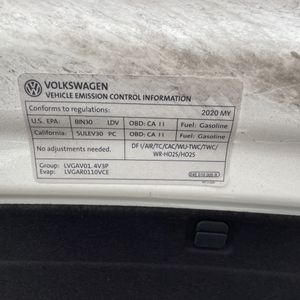 VOLKSWAGEN
VEHICLE EMISSION CONTROL INFORMATION
Conforms to regulations: 2020 MY
U.S. EPA: BIN30 LDV OBD: CA II Fuel: Gasoline
California: SULEV30 PC OBD: CA II Fuel: Gasoline
No adjustments needed. DFI/AIR/TC/CAC/WU-TWC/TWC/
WR-HO2S/HO2S
Group: LVGAV01.4V3P
Evap: LVGAR0110VCE